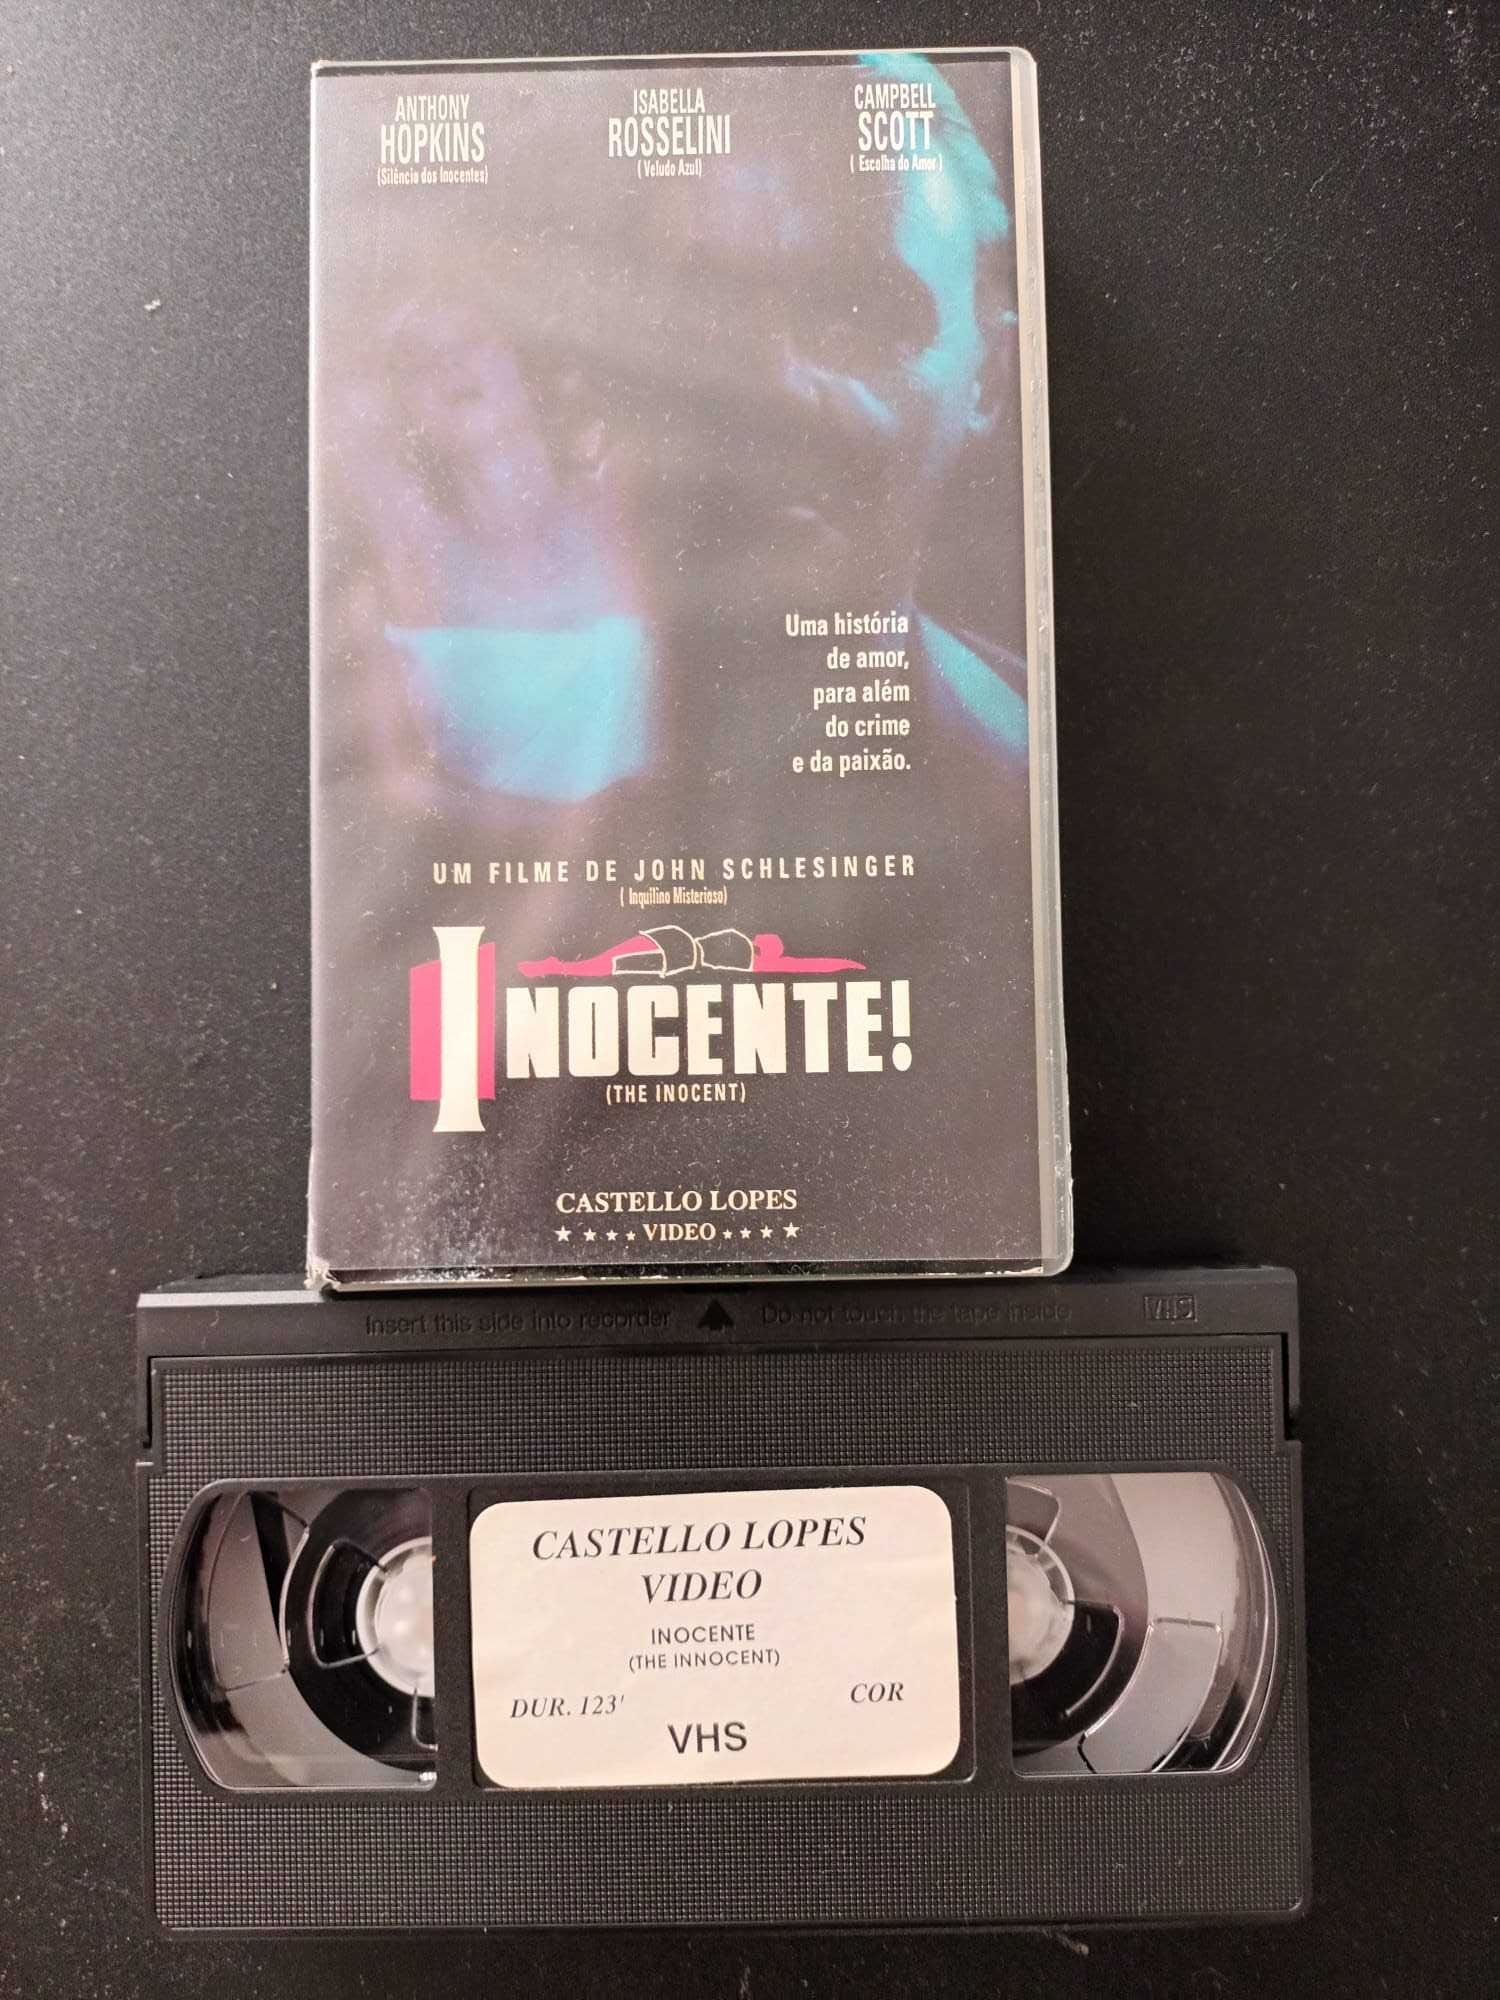 ANTHONY
HOPKINS
(Silêncio dos Inocentes)
ISABELLA
ROSSELINI
( Veludo Azul)
CAMPBELL
SCOTT
( Escolha do Amor )
Uma história
de amor,
para além
do crime
e da paixão.
UM FILME DE JOHN SCHLESINGER
( Inquilino Misterioso)
INOCENTE!
(THE INOCENT)
CASTELLO LOPES
★ ★ ★ ★ VIDEO ★ ★ ★ ★
Insert this side into recorder ▲ Do not touch the tape inside VHS
CASTELLO LOPES
VIDEO
INOCENTE
(THE INNOCENT)
DUR. 123' COR
VHS